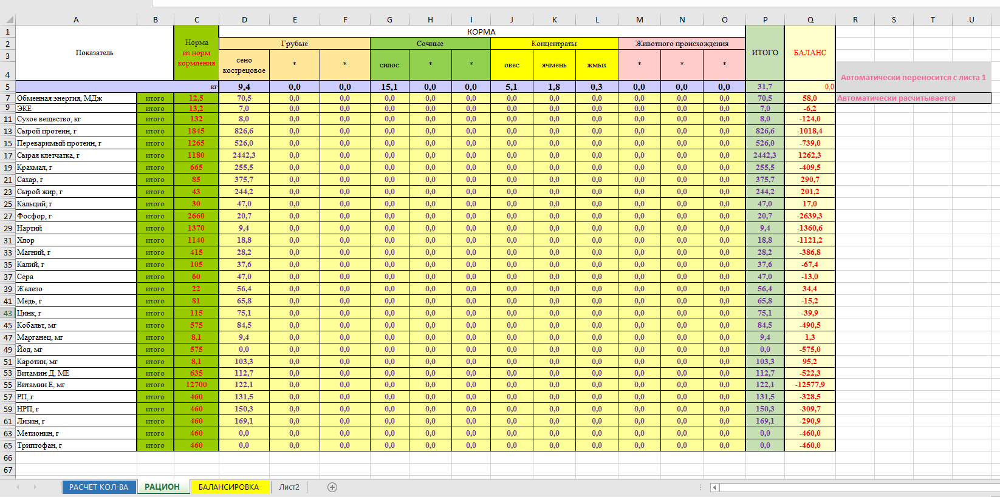 A B C D E F G H I J K L M N O P Q R S T U
1 КОРМА
2 Показатель Норма из норм кормления Грубые Сочные Концентраты Животного происхождения ИТОГО БАЛАНС
3 сено кострецовое * * силос * * овес ячмень жмых * * *
4 Автоматически переносится с листа 1
5 кг 9,4 0,0 0,0 15,1 0,0 0,0 5,1 1,8 0,3 0,0 0,0 0,0 31,7 0,0
7 Обменная энергия, МДж итого 12,5 70,5 0,0 0,0 0,0 0,0 0,0 0,0 0,0 0,0 0,0 0,0 0,0 70,5 58,0 Автоматически расчитывается
9 ЭКЕ итого 13,2 7,0 0,0 0,0 0,0 0,0 0,0 0,0 0,0 0,0 0,0 0,0 0,0 7,0 -6,2
11 Сухое вещество, кг итого 132 8,0 0,0 0,0 0,0 0,0 0,0 0,0 0,0 0,0 0,0 0,0 0,0 8,0 -124,0
13 Сырой протеин, г итого 1845 826,6 0,0 0,0 0,0 0,0 0,0 0,0 0,0 0,0 0,0 0,0 0,0 826,6 -1018,4
15 Переваримый протеин, г итого 1265 526,0 0,0 0,0 0,0 0,0 0,0 0,0 0,0 0,0 0,0 0,0 0,0 526,0 -739,0
17 Сырая клетчатка, г итого 1180 2442,3 0,0 0,0 0,0 0,0 0,0 0,0 0,0 0,0 0,0 0,0 0,0 2442,3 1262,3
19 Крахмал, г итого 665 255,5 0,0 0,0 0,0 0,0 0,0 0,0 0,0 0,0 0,0 0,0 0,0 255,5 -409,5
21 Сахар, г итого 85 375,7 0,0 0,0 0,0 0,0 0,0 0,0 0,0 0,0 0,0 0,0 0,0 375,7 290,7
23 Сырой жир, г итого 43 244,2 0,0 0,0 0,0 0,0 0,0 0,0 0,0 0,0 0,0 0,0 0,0 244,2 201,2
25 Кальций, г итого 30 47,0 0,0 0,0 0,0 0,0 0,0 0,0 0,0 0,0 0,0 0,0 0,0 47,0 17,0
27 Фосфор, г итого 2660 20,7 0,0 0,0 0,0 0,0 0,0 0,0 0,0 0,0 0,0 0,0 0,0 20,7 -2639,3
29 Нартий итого 1370 9,4 0,0 0,0 0,0 0,0 0,0 0,0 0,0 0,0 0,0 0,0 0,0 9,4 -1360,6
31 Хлор итого 1140 18,8 0,0 0,0 0,0 0,0 0,0 0,0 0,0 0,0 0,0 0,0 0,0 18,8 -1121,2
33 Магний, г итого 415 28,2 0,0 0,0 0,0 0,0 0,0 0,0 0,0 0,0 0,0 0,0 0,0 28,2 -386,8
35 Калий, г итого 105 37,6 0,0 0,0 0,0 0,0 0,0 0,0 0,0 0,0 0,0 0,0 0,0 37,6 -67,4
37 Сера итого 60 47,0 0,0 0,0 0,0 0,0 0,0 0,0 0,0 0,0 0,0 0,0 0,0 47,0 -13,0
39 Железо итого 22 56,4 0,0 0,0 0,0 0,0 0,0 0,0 0,0 0,0 0,0 0,0 0,0 56,4 34,4
41 Медь, г итого 81 65,8 0,0 0,0 0,0 0,0 0,0 0,0 0,0 0,0 0,0 0,0 0,0 65,8 -15,2
43 Цинк, г итого 115 75,1 0,0 0,0 0,0 0,0 0,0 0,0 0,0 0,0 0,0 0,0 0,0 75,1 -39,9
45 Кобальт, мг итого 575 84,5 0,0 0,0 0,0 0,0 0,0 0,0 0,0 0,0 0,0 0,0 0,0 84,5 -490,5
47 Марганец, мг итого 8,1 9,4 0,0 0,0 0,0 0,0 0,0 0,0 0,0 0,0 0,0 0,0 0,0 9,4 1,3
49 Йод, мг итого 575 0,0 0,0 0,0 0,0 0,0 0,0 0,0 0,0 0,0 0,0 0,0 0,0 0,0 -575,0
51 Каротин, мг итого 8,1 103,3 0,0 0,0 0,0 0,0 0,0 0,0 0,0 0,0 0,0 0,0 0,0 103,3 95,2
53 Витамин Д, МЕ итого 635 112,7 0,0 0,0 0,0 0,0 0,0 0,0 0,0 0,0 0,0 0,0 0,0 112,7 -522,3
55 Витамин Е, мг итого 12700 122,1 0,0 0,0 0,0 0,0 0,0 0,0 0,0 0,0 0,0 0,0 0,0 122,1 -12577,9
57 РП, г итого 460 131,5 0,0 0,0 0,0 0,0 0,0 0,0 0,0 0,0 0,0 0,0 0,0 131,5 -328,5
59 НРП, г итого 460 150,3 0,0 0,0 0,0 0,0 0,0 0,0 0,0 0,0 0,0 0,0 0,0 150,3 -309,7
61 Лизин, г итого 460 169,1 0,0 0,0 0,0 0,0 0,0 0,0 0,0 0,0 0,0 0,0 0,0 169,1 -290,9
63 Метионин, г итого 460 0,0 0,0 0,0 0,0 0,0 0,0 0,0 0,0 0,0 0,0 0,0 0,0 0,0 -460,0
65 Триптофан, г итого 460 0,0 0,0 0,0 0,0 0,0 0,0 0,0 0,0 0,0 0,0 0,0 0,0 0,0 -460,0
66
67
РАСЧЕТ КОЛ-ВА РАЦИОН БАЛАНСИРОВКА Лист2